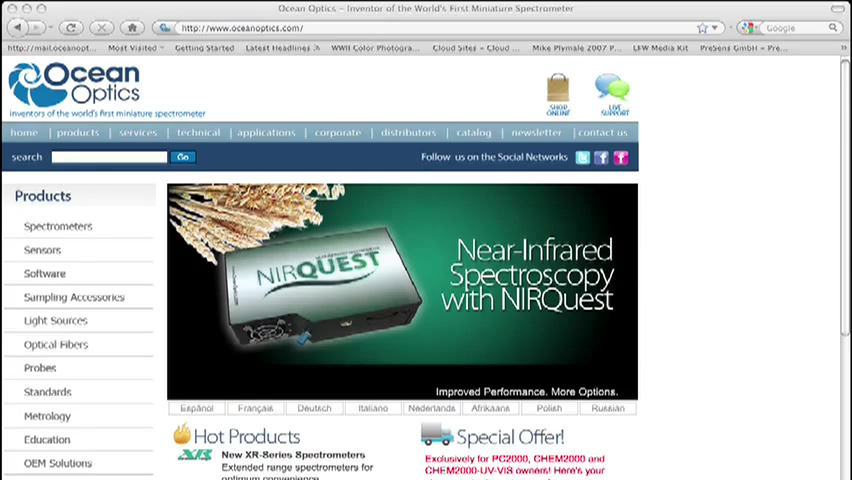 Ocean Optics – Inventor of the World's First Miniature Spectrometer
http://www.oceanoptics.com/
Google
http://mail.oceanopt... Most Visited Getting Started Latest Headlines WWII Color Photogra... Cloud Sites – Cloud ... Mike Plymale 2007 P... LFW Media Kit PreSens GmbH – Pre...
Ocean
Optics
Inventors of the world's first miniature spectrometer
SHOP
ONLINE
LIVE
SUPPORT
home | products | services | technical | applications | corporate | distributors | catalog | newsletter | contact us
search Go Follow us on the Social Networks
Products
Spectrometers
Sensors
Software
Sampling Accessories
Light Sources
Optical Fibers
Probes
Standards
Metrology
Education
OEM Solutions
NIRQUEST
Near-Infrared
Spectroscopy
with NIRQuest
Improved Performance. More Options.
Español Français Deutsch Italiano Nederlands Afrikaans Polish Russian
Hot Products
XR
New XR-Series Spectrometers
Extended range spectrometers for
optimum convenience
Special Offer!
Exclusively for PC2000, CHEM2000 and
CHEM2000-UV-VIS owners! Here's your